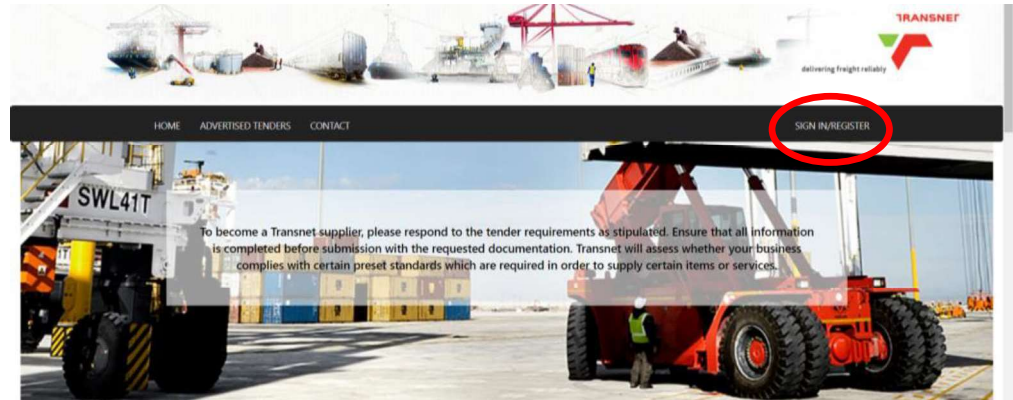 TRANSNET
delivering freight reliably
HOME ADVERTISED TENDERS CONTACT SIGN IN/REGISTER
SWL41T
To become a Transnet supplier, please respond to the tender requirements as stipulated. Ensure that all information
is completed before submission with the requested documentation. Transnet will assess whether your business
complies with certain preset standards which are required in order to supply certain items or services.